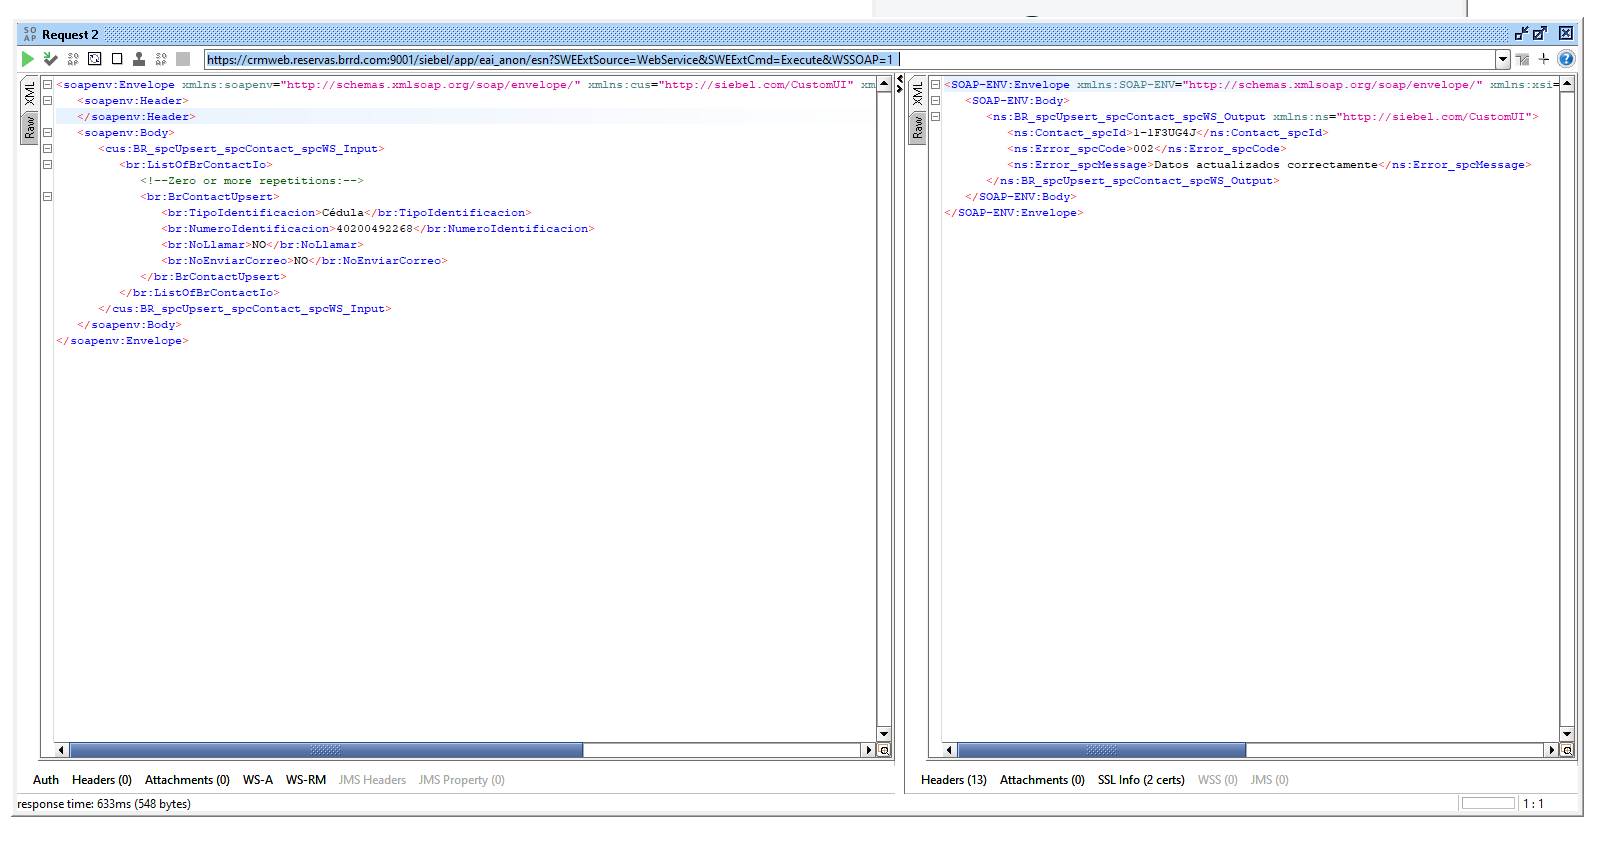 SO
AP
Request 2
SO
AP
SO
AP
https://crmweb.reservas.brrd.com:9001/siebel/app/eai_anon/esn?SWEExtSource=WebService&SWEExtCmd=Execute&WSSOAP=1
XML
Raw
<soapenv:Envelope xmlns:soapenv="http://schemas.xmlsoap.org/soap/envelope/" xmlns:cus="http://siebel.com/CustomUI" xm
<soapenv:Header>
</soapenv:Header>
<soapenv:Body>
<cus:BR_spcUpsert_spcContact_spcWS_Input>
<br:ListOfBrContactIo>
<!--Zero or more repetitions:-->
<br:BrContactUpsert>
<br:TipoIdentificacion>Cédula</br:TipoIdentificacion>
<br:NumeroIdentificacion>40200492268</br:NumeroIdentificacion>
<br:NoLlamar>NO</br:NoLlamar>
<br:NoEnviarCorreo>NO</br:NoEnviarCorreo>
</br:BrContactUpsert>
</br:ListOfBrContactIo>
</cus:BR_spcUpsert_spcContact_spcWS_Input>
</soapenv:Body>
</soapenv:Envelope>
XML
Raw
<SOAP-ENV:Envelope xmlns:SOAP-ENV="http://schemas.xmlsoap.org/soap/envelope/" xmlns:xsi=
<SOAP-ENV:Body>
<ns:BR_spcUpsert_spcContact_spcWS_Output xmlns:ns="http://siebel.com/CustomUI">
<ns:Contact_spcId>1-1F3UG4J</ns:Contact_spcId>
<ns:Error_spcCode>002</ns:Error_spcCode>
<ns:Error_spcMessage>Datos actualizados correctamente</ns:Error_spcMessage>
</ns:BR_spcUpsert_spcContact_spcWS_Output>
</SOAP-ENV:Body>
</SOAP-ENV:Envelope>
Auth Headers (0) Attachments (0) WS-A WS-RM JMS Headers JMS Property (0)
Headers (13) Attachments (0) SSL Info (2 certs) WSS (0) JMS (0)
response time: 633ms (548 bytes)
1 : 1